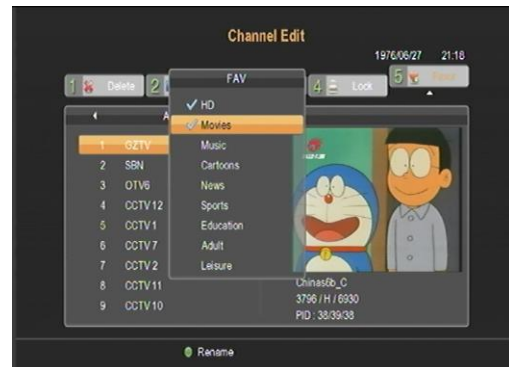 Channel Edit
1976/06/27 21:18
1 Delete 2 4 Lock 5
FAV
HD
Movies
Music
Cartoons
News
Sports
Education
Adult
Leisure
A
1 GZTV
2 SBN
3 OTV6
4 CCTV12
5 CCTV1
6 CCTV7
7 CCTV2
8 CCTV11
9 CCTV10
Chinas6b_C
3796 / H / 6930
PID : 38/39/38
Rename